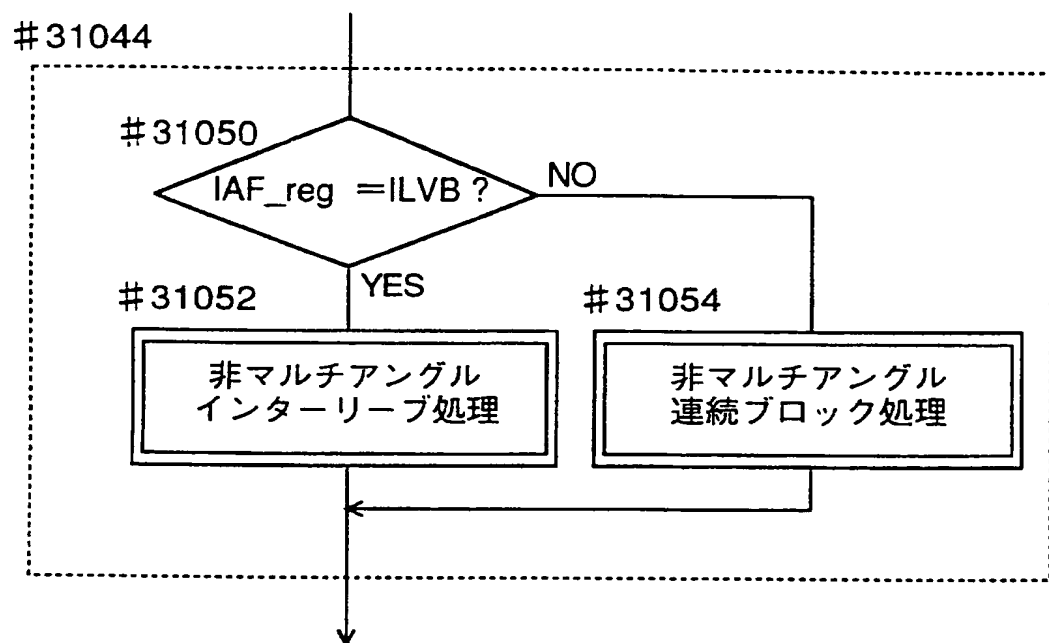 #31044
#31050
IAF_reg =ILVB ?
NO
YES
#31052
#31054
非マルチアングル
インターリーブ処理
非マルチアングル
連続ブロック処理